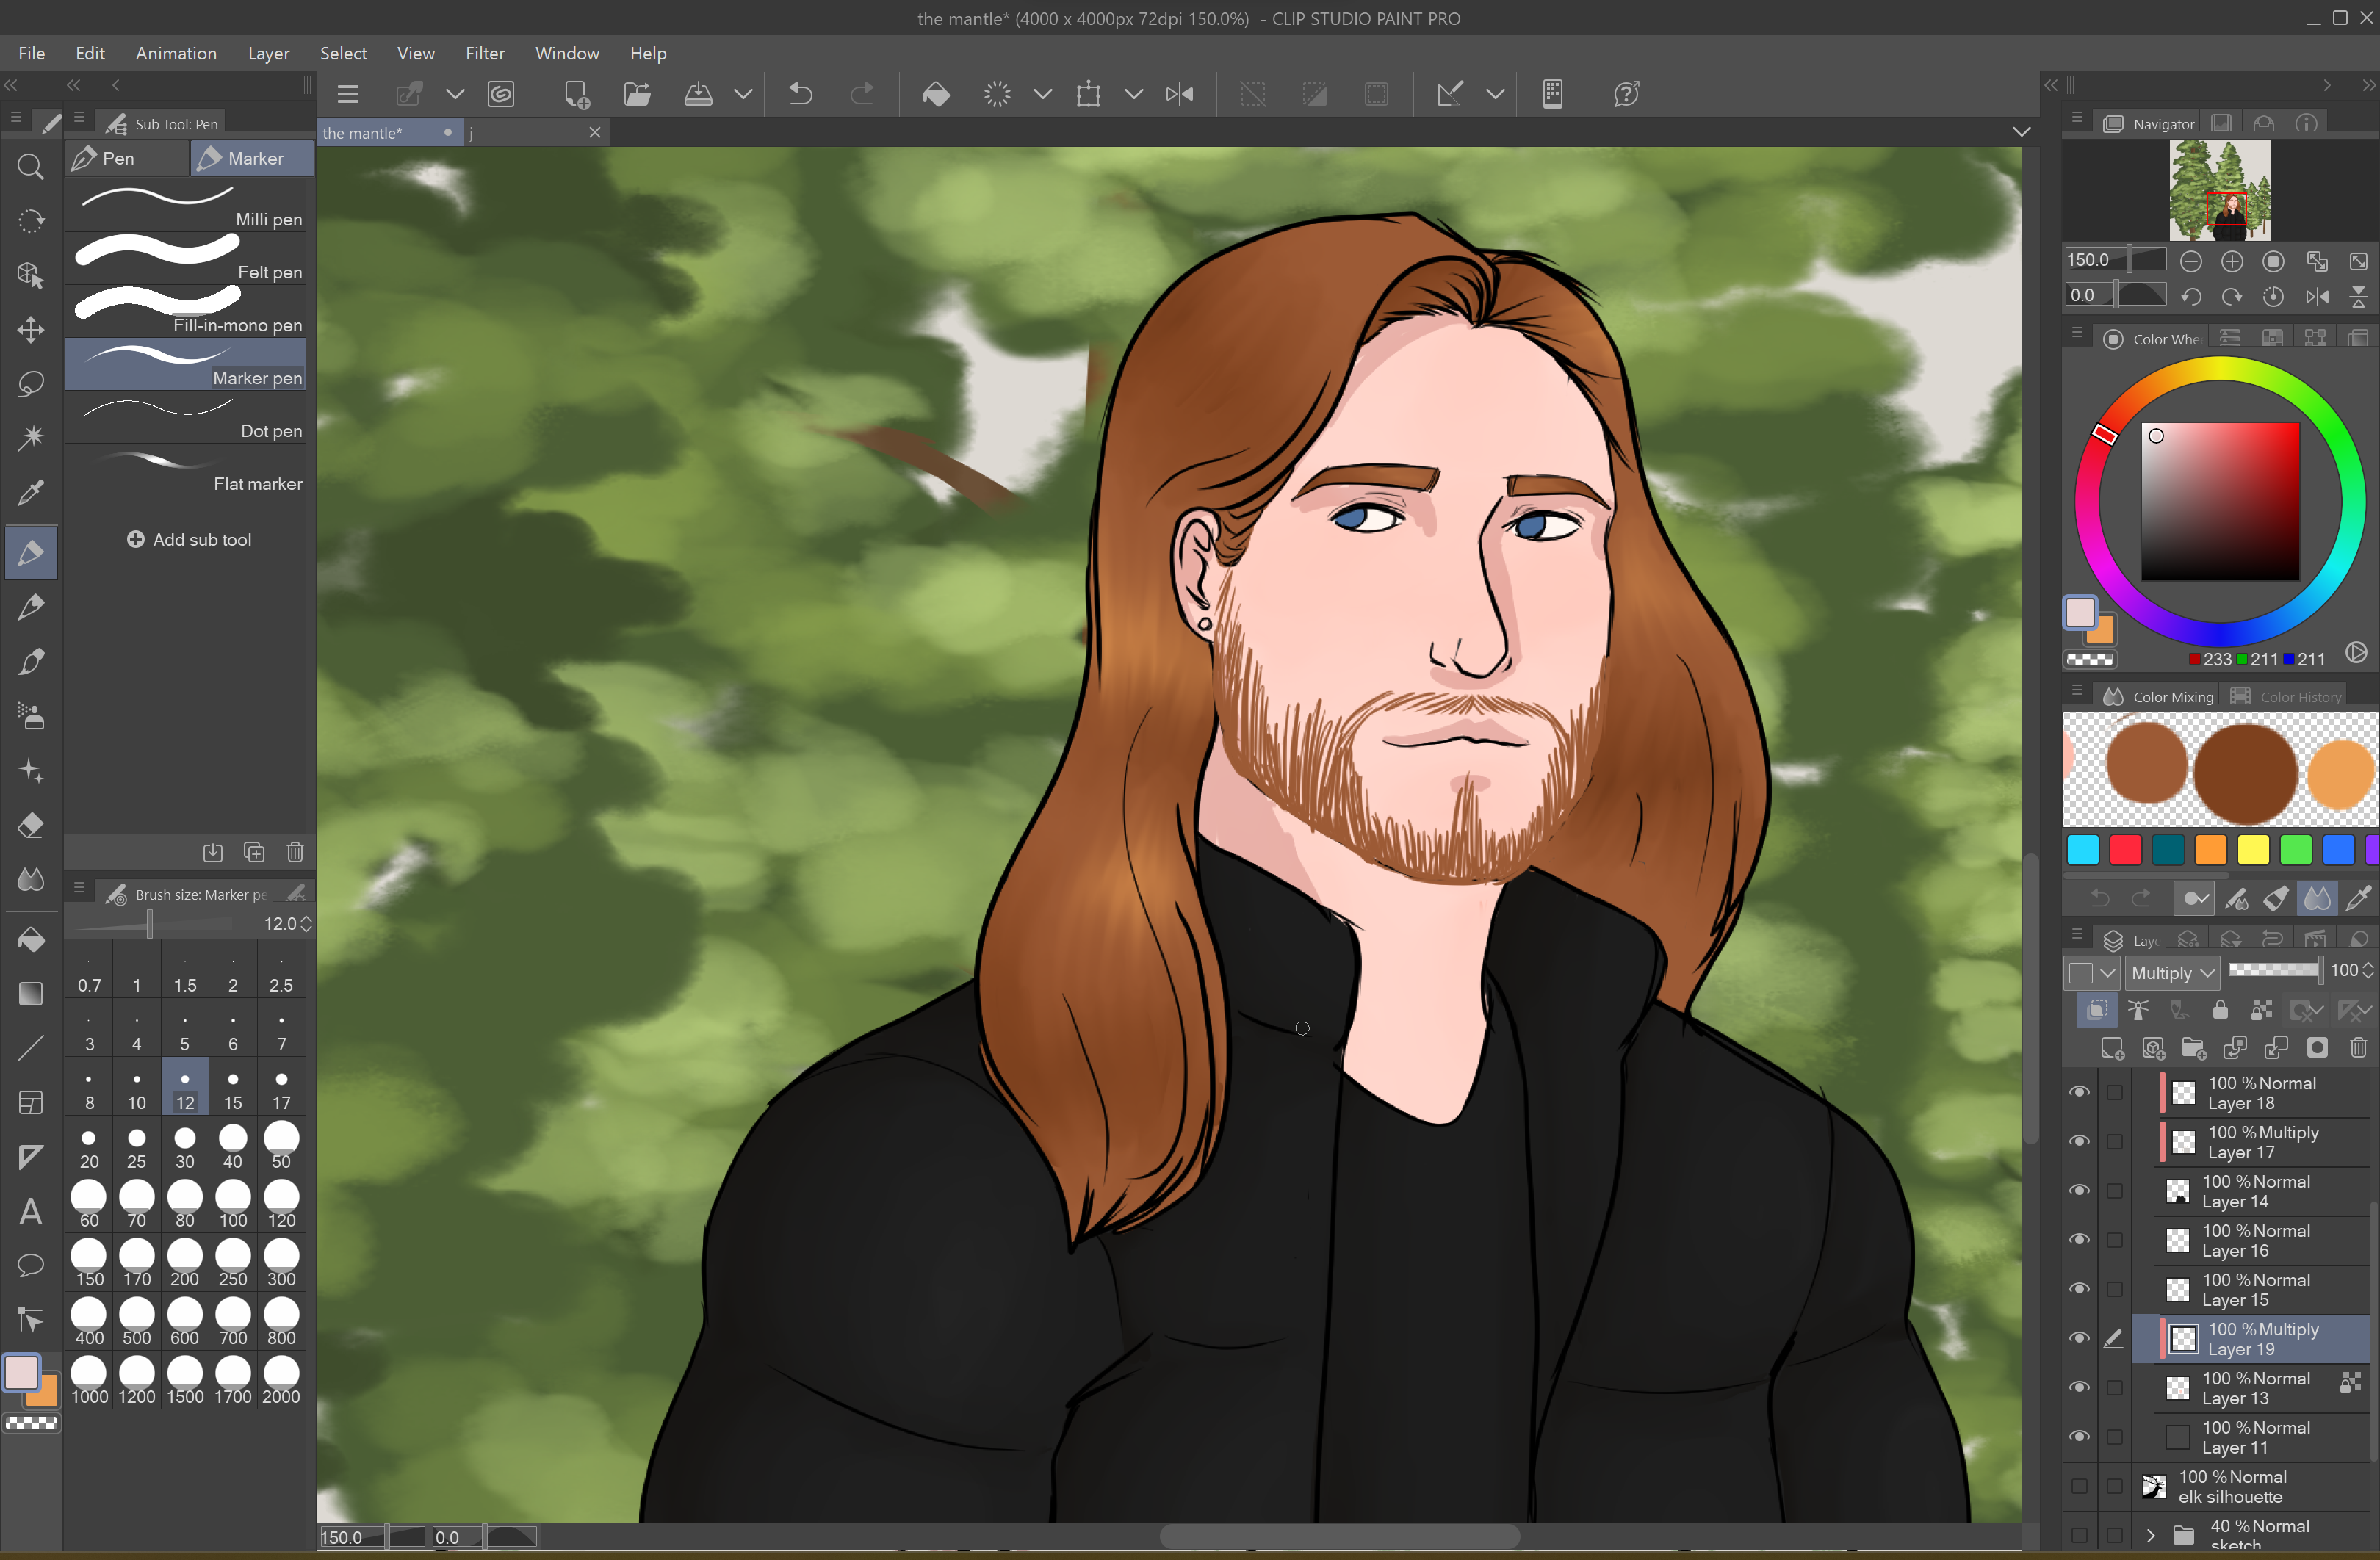 the mantle* (4000 x 4000px 72dpi 150.0%) - CLIP STUDIO PAINT PRO
File Edit Animation Layer Select View Filter Window Help
Sub Tool: Pen
Pen Marker
Milli pen
Felt pen
Fill-in-mono pen
Marker pen
Dot pen
Flat marker
Add sub tool
Brush size: Marker pe
12.0
0.7 1 1.5 2 2.5
3 4 5 6 7
8 10 12 15 17
20 25 30 40 50
60 70 80 100 120
150 170 200 250 300
400 500 600 700 800
1000 1200 1500 1700 2000
the mantle* j
150.0 0.0
Navigator
150.0
0.0
Color Whe
233 211 211
Color Mixing Color History
Laye
Multiply 100
100 % Normal
Layer 18
100 % Multiply
Layer 17
100 % Normal
Layer 14
100 % Normal
Layer 16
100 % Normal
Layer 15
100 % Multiply
Layer 19
100 % Normal
Layer 13
100 % Normal
Layer 11
100 % Normal
elk silhouette
40 % Normal
sketch